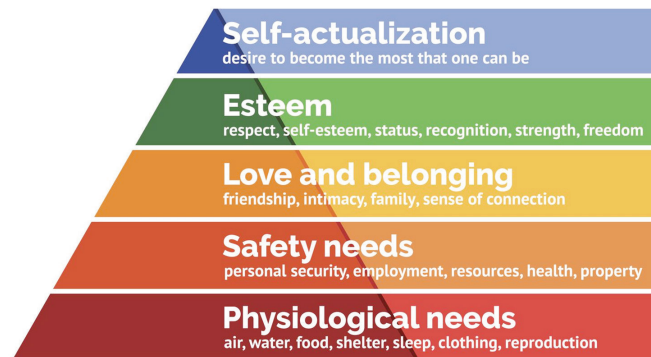 Self-actualization
desire to become the most that one can be
Esteem
respect, self-esteem, status, recognition, strength, freedom
Love and belonging
friendship, intimacy, family, sense of connection
Safety needs
personal security, employment, resources, health, property
Physiological needs
air, water, food, shelter, sleep, clothing, reproduction